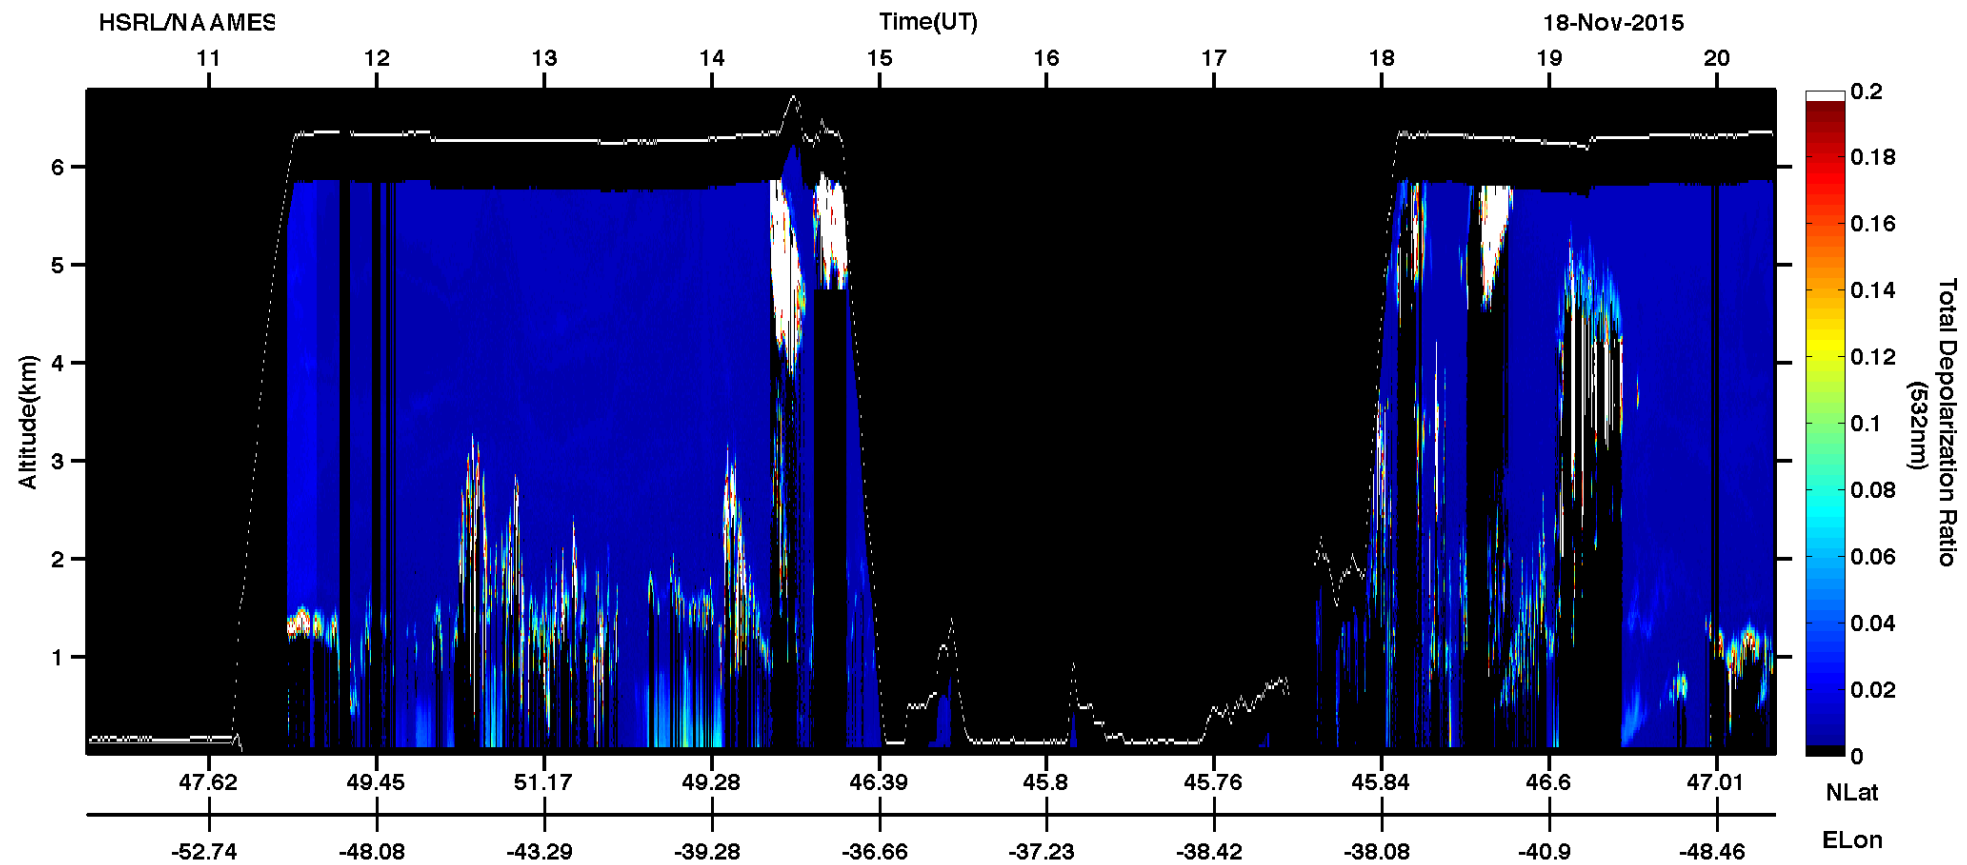 HSRL/NAAMES Time(UT) 18-Nov-2015
11 12 13 14 15 16 17 18 19 20
6
5
4
3
2
1
Altitude(km)
0.2
0.18
0.16
0.14
0.12
0.1
0.08
0.06
0.04
0.02
0
Total Depolarization Ratio
(532nm)
47.62 49.45 51.17 49.28 46.39 45.8 45.76 45.84 46.6 47.01
NLat
-52.74 -48.08 -43.29 -39.28 -36.66 -37.23 -38.42 -38.08 -40.9 -48.46
ELon